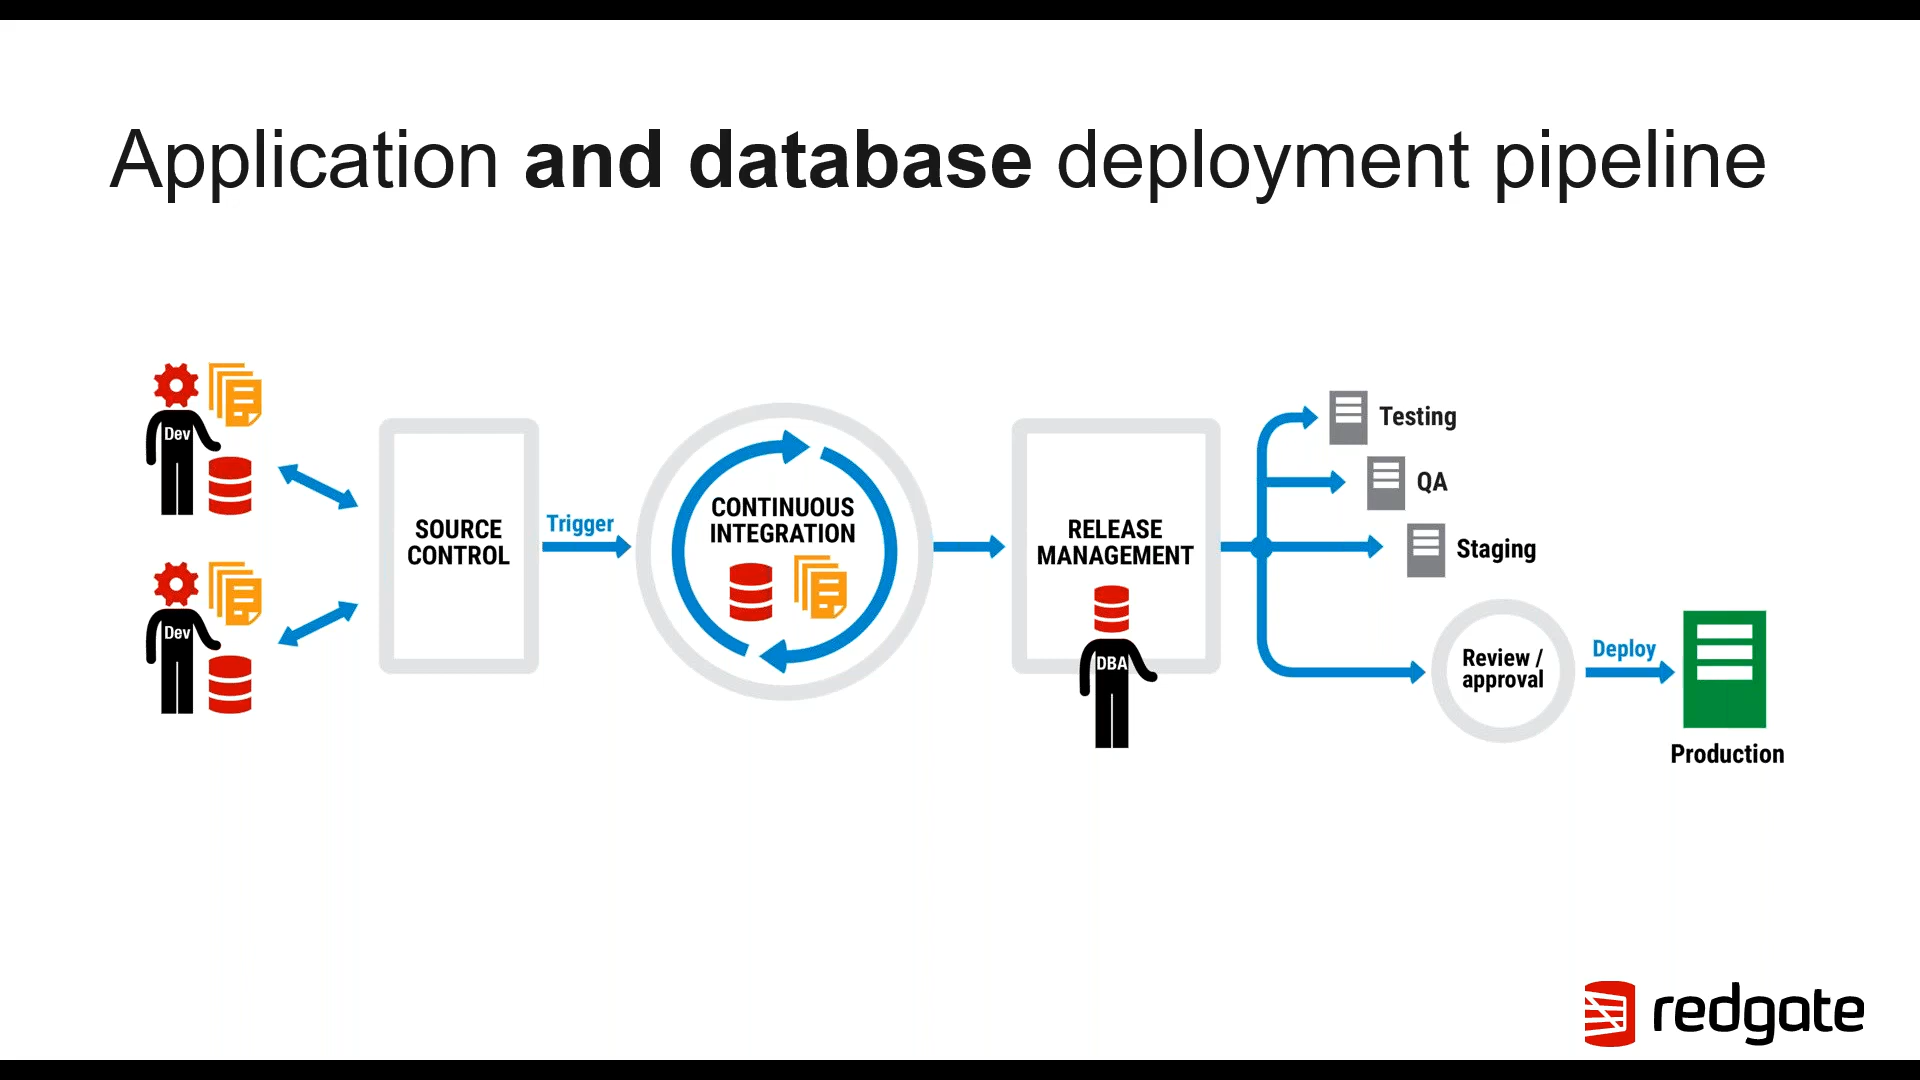 Application and database deployment pipeline
Dev
Dev
SOURCE
CONTROL
Trigger
CONTINUOUS
INTEGRATION
RELEASE
MANAGEMENT
DBA
Testing
QA
Staging
Review /
approval
Deploy
Production
redgate